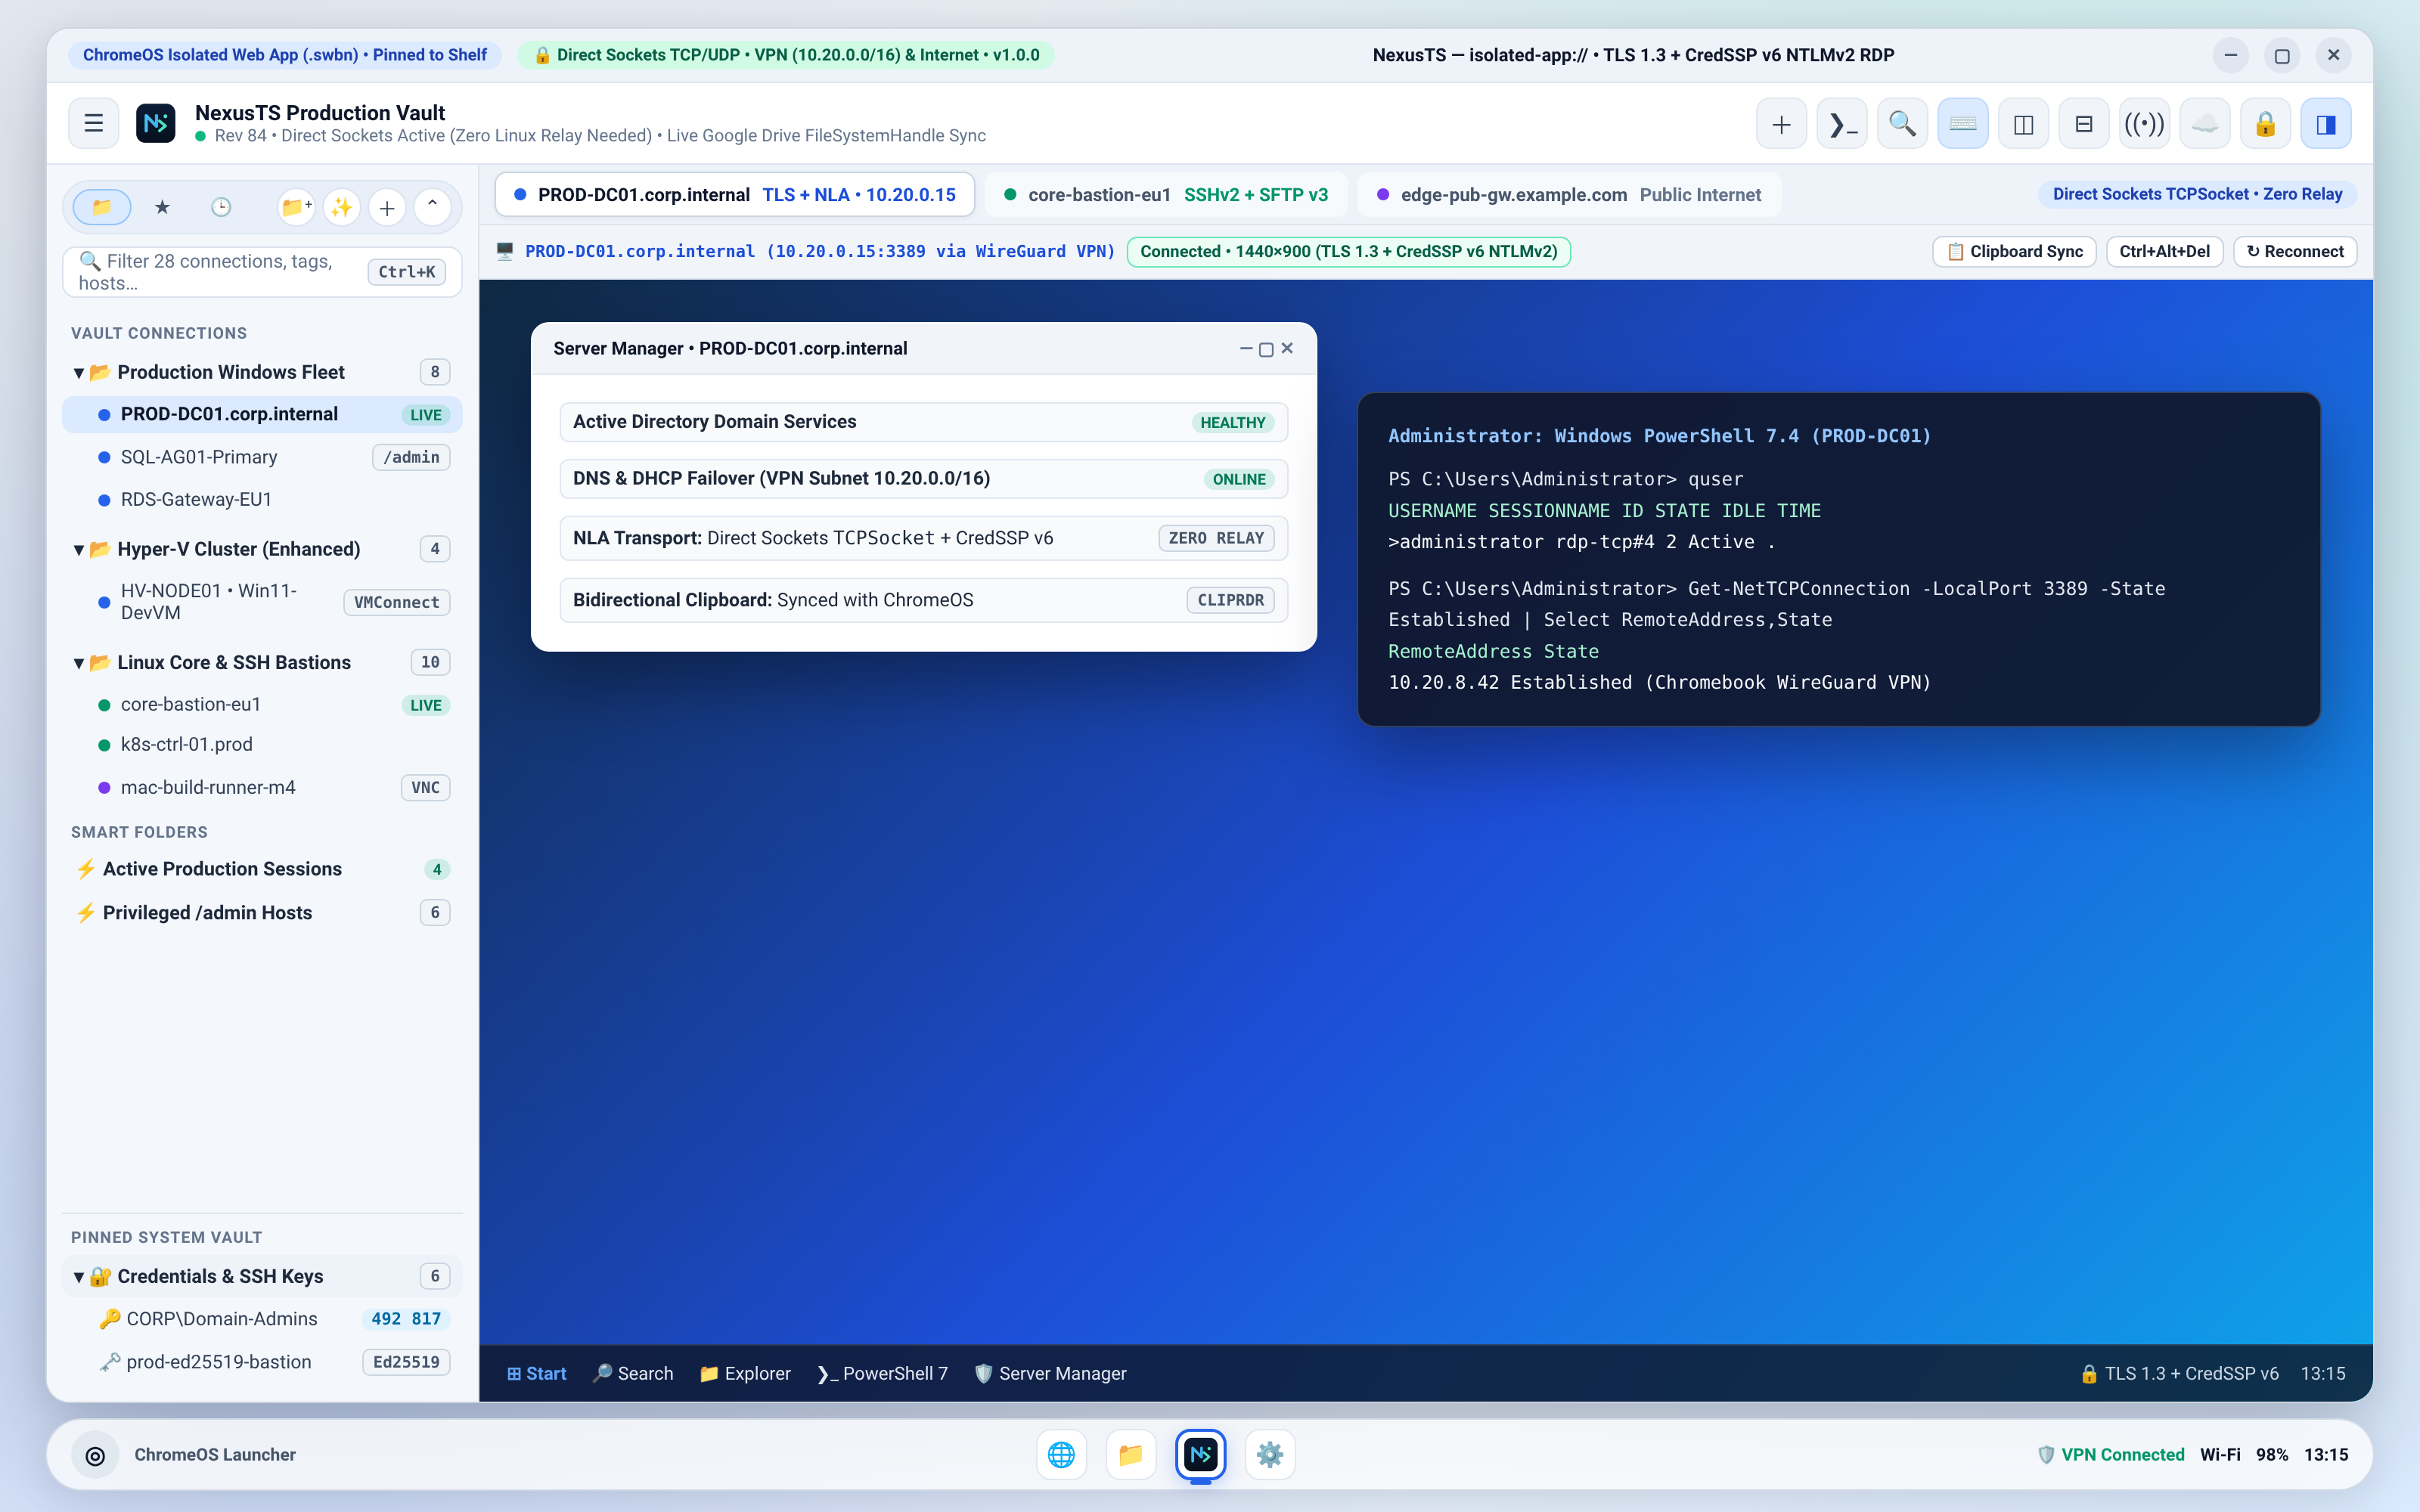 ChromeOS Isolated Web App (.swbn) • Pinned to Shelf
🔒 Direct Sockets TCP/UDP • VPN (10.20.0.0/16) & Internet • v1.0.0
NexusTS — isolated-app:// • TLS 1.3 + CredSSP v6 NTLMv2 RDP
NexusTS Production Vault
Rev 84 • Direct Sockets Active (Zero Linux Relay Needed) • Live Google Drive FileSystemHandle Sync
🔍 Filter 28 connections, tags,
hosts...
Ctrl+K
VAULT CONNECTIONS
▼ 📂 Production Windows Fleet 8
PROD-DC01.corp.internal LIVE
SQL-AG01-Primary /admin
RDS-Gateway-EU1
▼ 📂 Hyper-V Cluster (Enhanced) 4
HV-NODE01 • Win11-
DevVM
VMConnect
▼ 📂 Linux Core & SSH Bastions 10
core-bastion-eu1 LIVE
k8s-ctrl-01.prod
mac-build-runner-m4 VNC
SMART FOLDERS
⚡ Active Production Sessions 4
⚡ Privileged /admin Hosts 6
PINNED SYSTEM VAULT
▼ 🔐 Credentials & SSH Keys 6
🔑 CORP\Domain-Admins 492 817
🗝️ prod-ed25519-bastion Ed25519
PROD-DC01.corp.internal TLS + NLA • 10.20.0.15
core-bastion-eu1 SSHv2 + SFTP v3
edge-pub-gw.example.com Public Internet
Direct Sockets TCPSocket • Zero Relay
🖥️ PROD-DC01.corp.internal (10.20.0.15:3389 via WireGuard VPN)
Connected • 1440×900 (TLS 1.3 + CredSSP v6 NTLMv2)
📋 Clipboard Sync
Ctrl+Alt+Del
↻ Reconnect
Server Manager • PROD-DC01.corp.internal
Active Directory Domain Services HEALTHY
DNS & DHCP Failover (VPN Subnet 10.20.0.0/16) ONLINE
NLA Transport: Direct Sockets TCPSocket + CredSSP v6 ZERO RELAY
Bidirectional Clipboard: Synced with ChromeOS CLIPRDR
Administrator: Windows PowerShell 7.4 (PROD-DC01)
PS C:\Users\Administrator> quser
USERNAME SESSIONNAME ID STATE IDLE TIME
>administrator rdp-tcp#4 2 Active .
PS C:\Users\Administrator> Get-NetTCPConnection -LocalPort 3389 -State
Established | Select RemoteAddress,State
RemoteAddress State
10.20.8.42 Established (Chromebook WireGuard VPN)
⊞ Start
🔎 Search
📁 Explorer
❯_ PowerShell 7
🛡️ Server Manager
🔒 TLS 1.3 + CredSSP v6
13:15
ChromeOS Launcher
🛡️ VPN Connected
Wi-Fi
98%
13:15